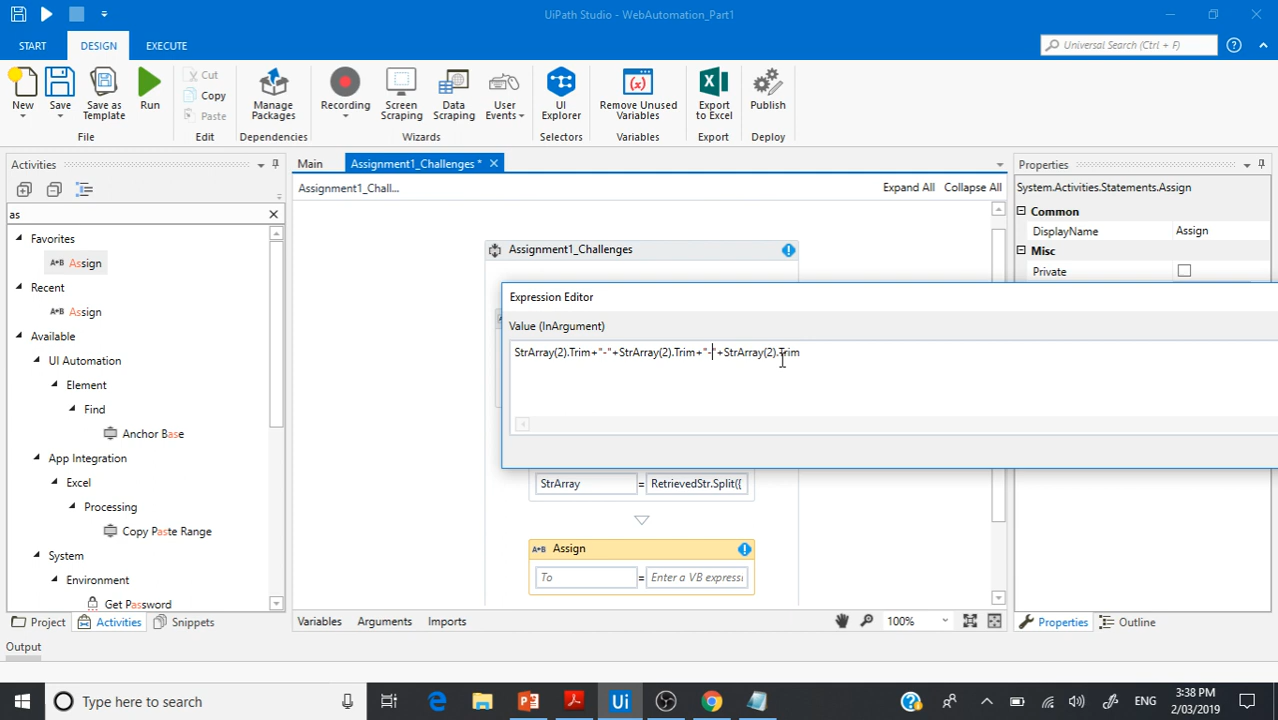 UiPath Studio - WebAutomation_Part1
START DESIGN EXECUTE
Universal Search (Ctrl + F)
New
Save
Save as Template
Run
Cut
Copy
Paste
Manage Packages
Recording
Screen Scraping
Data Scraping
User Events
UI Explorer
Remove Unused Variables
Export to Excel
Publish
File Edit Dependencies Wizards Selectors Variables Export Deploy
Activities
Main
Assignment1_Challenges *
Properties
Assignment1_Chall...
Expand All Collapse All
System.Activities.Statements.Assign
as
Common
Favorites
DisplayName Assign
Assign
Assignment1_Challenges
Misc
Private
Recent
Expression Editor
Assign
Value (InArgument)
Available
StrArray(2).Trim+"-"+StrArray(2).Trim+"-"+StrArray(2).Trim
UI Automation
Element
Find
Anchor Base
App Integration
Excel
StrArray = RetrievedStr.Split({
Processing
Copy Paste Range
Assign
System
To = Enter a VB expressi
Environment
Get Password
Project Activities Snippets
Variables Arguments Imports
100%
Properties Outline
Output
Type here to search
ENG
3:38 PM
2/03/2019